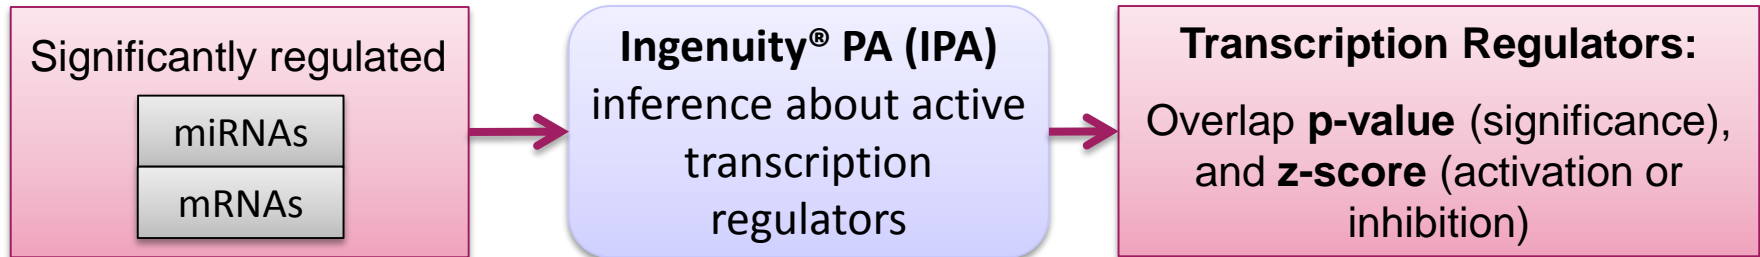 Significantly regulated
miRNAs
mRNAs
Ingenuity® PA (IPA)
inference about active
transcription
regulators
Transcription Regulators:
Overlap p-value (significance),
and z-score (activation or
inhibition)